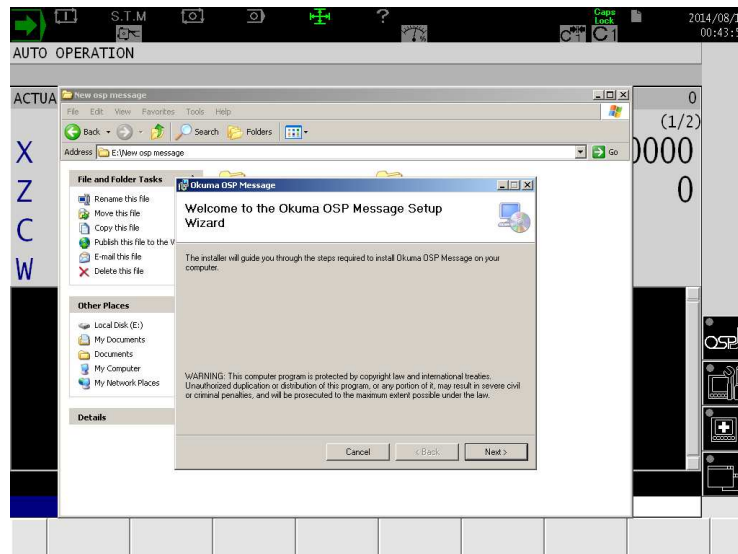 S.T.M
?
Caps
Lock
C
C1
2014/08/1
00:43:5
AUTO OPERATION
ACTUA
0
(1/2)
X
0000
Z
0
C
W
New osp message
File Edit View Favorites Tools Help
Back Search Folders
Address E:\New osp message Go
File and Folder Tasks
Rename this file
Move this file
Copy this file
Publish this file to the W
E-mail this file
Delete this file
Other Places
Local Disk (E:)
My Documents
Documents
My Computer
My Network Places
Details
Okuma OSP Message
Welcome to the Okuma OSP Message Setup
Wizard
The installer will guide you through the steps required to install Okuma OSP Message on your
computer.
WARNING: This computer program is protected by copyright law and international treaties.
Unauthorized duplication or distribution of this program, or any portion of it, may result in severe civil
or criminal penalties, and will be prosecuted to the maximum extent possible under the law.
Cancel < Back Next >
OSP